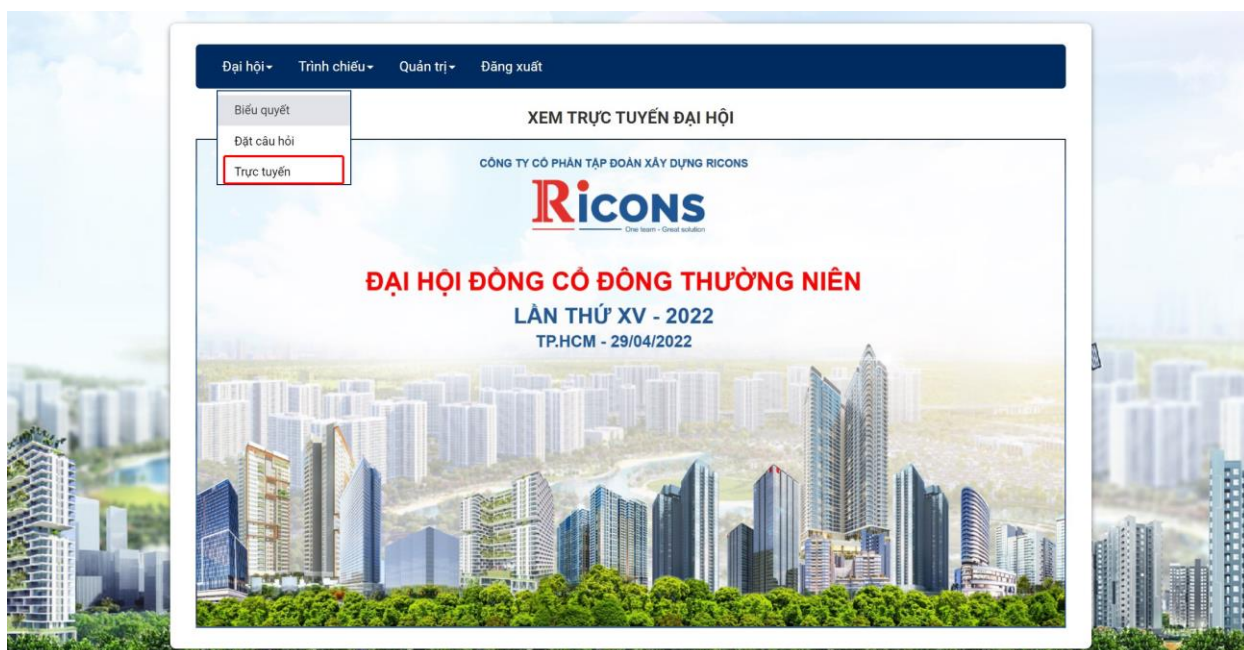 Đại hội Trình chiếu Quản trị Đăng xuất
Biểu quyết
Đặt câu hỏi
Trực tuyến
XEM TRỰC TUYẾN ĐẠI HỘI
CÔNG TY CỔ PHẦN TẬP ĐOÀN XÂY DỰNG RICONS
RICONS
One team - Great solution
ĐẠI HỘI ĐỒNG CỔ ĐÔNG THƯỜNG NIÊN
LẦN THỨ XV - 2022
TP.HCM - 29/04/2022